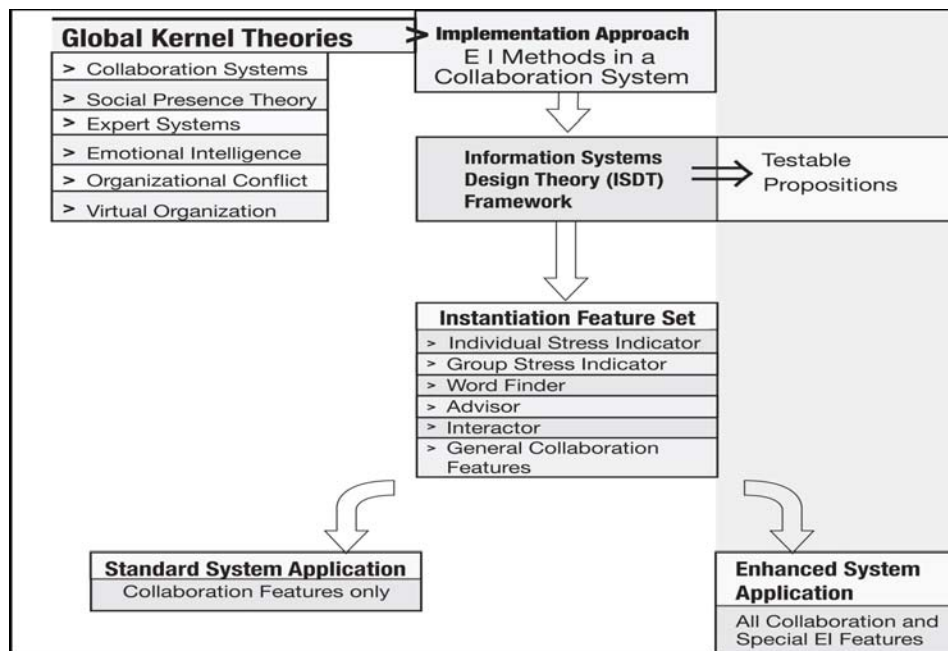 Global Kernel Theories
> Collaboration Systems
> Social Presence Theory
> Expert Systems
> Emotional Intelligence
> Organizational Conflict
> Virtual Organization
> Implementation Approach
E I Methods in a
Collaboration System
Information Systems
Design Theory (ISDT)
Framework
Testable
Propositions
Instantiation Feature Set
> Individual Stress Indicator
> Group Stress Indicator
> Word Finder
> Advisor
> Interactor
> General Collaboration
Features
Standard System Application
Collaboration Features only
Enhanced System
Application
All Collaboration and
Special EI Features